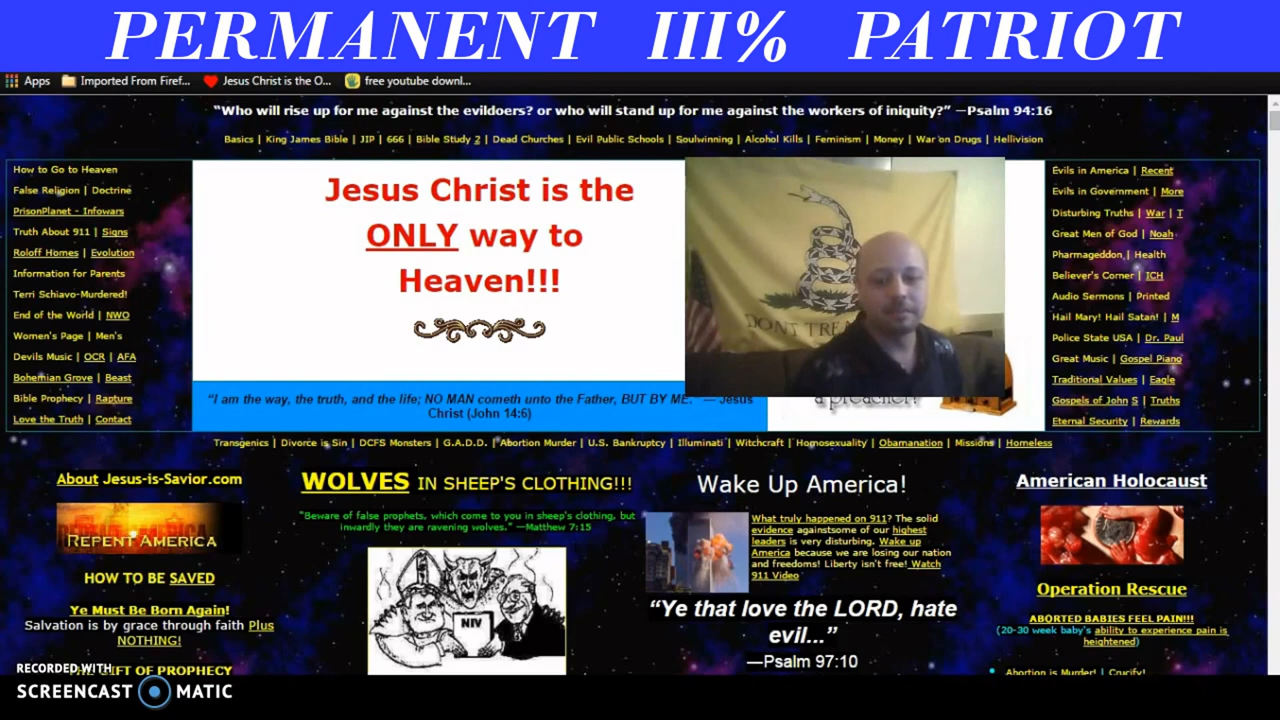 PERMANENT III% PATRIOT
Apps Imported From Firef... Jesus Christ is the O... free youtube downl...
“Who will rise up for me against the evildoers? or who will stand up for me against the workers of iniquity?” —Psalm 94:16
Basics | King James Bible | JIP | 666 | Bible Study 2 | Dead Churches | Evil Public Schools | Soulwinning | Alcohol Kills | Feminism | Money | War on Drugs | Hellivision
How to Go to Heaven
False Religion | Doctrine
PrisonPlanet - Infowars
Truth About 911 | Signs
Roloff Homes | Evolution
Information for Parents
Terri Schiavo-Murdered!
End of the World | NWO
Women's Page | Men's
Devils Music | OCR | AFA
Bohemian Grove | Beast
Bible Prophecy | Rapture
Love the Truth | Contact
Jesus Christ is the
ONLY way to
Heaven!!!
“I am the way, the truth, and the life; NO MAN cometh unto the Father, BUT BY ME.” — Jesus
Christ (John 14:6)
DON'T TREA
a preacher?
Evils in America | Recent
Evils in Government | More
Disturbing Truths | War | T
Great Men of God | Noah
Pharmageddon | Health
Believer's Corner | ICH
Audio Sermons | Printed
Hail Mary! Hail Satan! | M
Police State USA | Dr. Paul
Great Music | Gospel Piano
Traditional Values | Eagle
Gospels of John S | Truths
Eternal Security | Rewards
Transgenics | Divorce is Sin | DCFS Monsters | G.A.D.D. | Abortion Murder | U.S. Bankruptcy | Illuminati | Witchcraft | Homosexuality | Obamanation | Missions | Homeless
About Jesus-is-Savior.com
REPENT AMERICA
HOW TO BE SAVED
Ye Must Be Born Again!
Salvation is by grace through faith Plus
NOTHING!
THE GIFT OF PROPHECY
WOLVES IN SHEEP'S CLOTHING!!!
"Beware of false prophets, which come to you in sheep's clothing, but
inwardly they are ravening wolves." —Matthew 7:15
NIV
Wake Up America!
What truly happened on 911? The solid
evidence againstsome of our highest
leaders is very disturbing. Wake up
America because we are losing our nation
and freedoms! Liberty isn't free! Watch
911 Video
“Ye that love the LORD, hate
evil...”
—Psalm 97:10
American Holocaust
Operation Rescue
ABORTED BABIES FEEL PAIN!!!
(20-30 week baby's ability to experience pain is
heightened)
Abortion is Murder! | Crucify!
RECORDED WITH
SCREENCAST MATIC